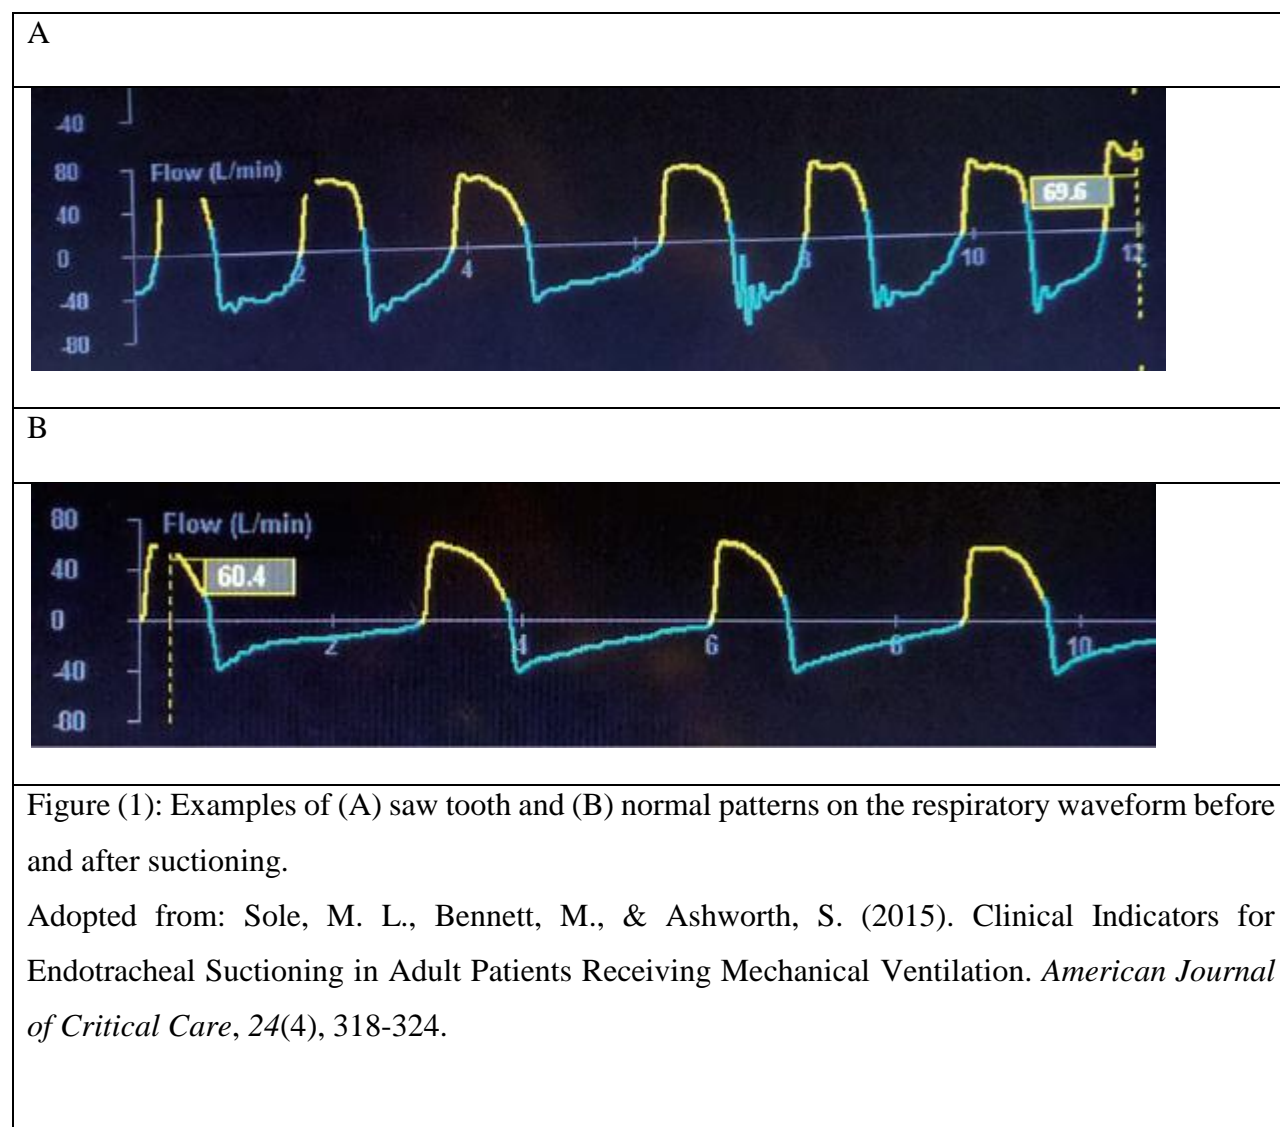 A
-40
80
Flow (L/min)
40
69.6
0
2
4
6
8
10
12
-40
-80
B
80
Flow (L/min)
40
60.4
0
2
4
6
8
10
-40
-80
Figure (1): Examples of (A) saw tooth and (B) normal patterns on the respiratory waveform before
and after suctioning.
Adopted from: Sole, M. L., Bennett, M., & Ashworth, S. (2015). Clinical Indicators for
Endotracheal Suctioning in Adult Patients Receiving Mechanical Ventilation. American Journal
of Critical Care, 24(4), 318-324.